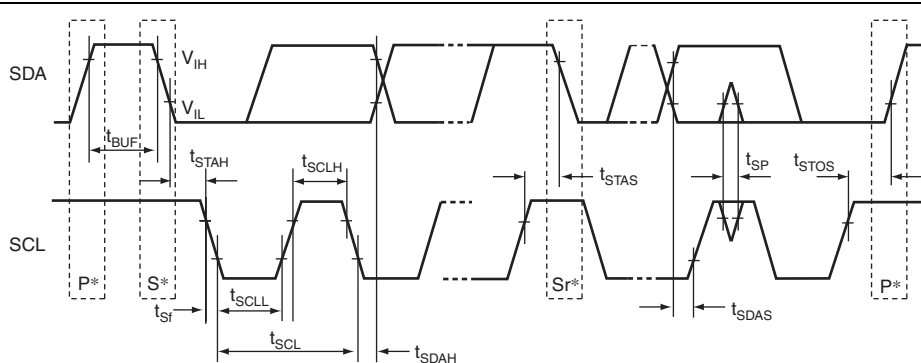 SDA
V_IH
V_IL
t_BUF
t_STAH
t_SCLH
t_STAS
t_SP
t_STOS
SCL
P*
S*
Sr*
P*
t_Sf
t_SCLL
t_SCL
t_SDAH
t_SDAS